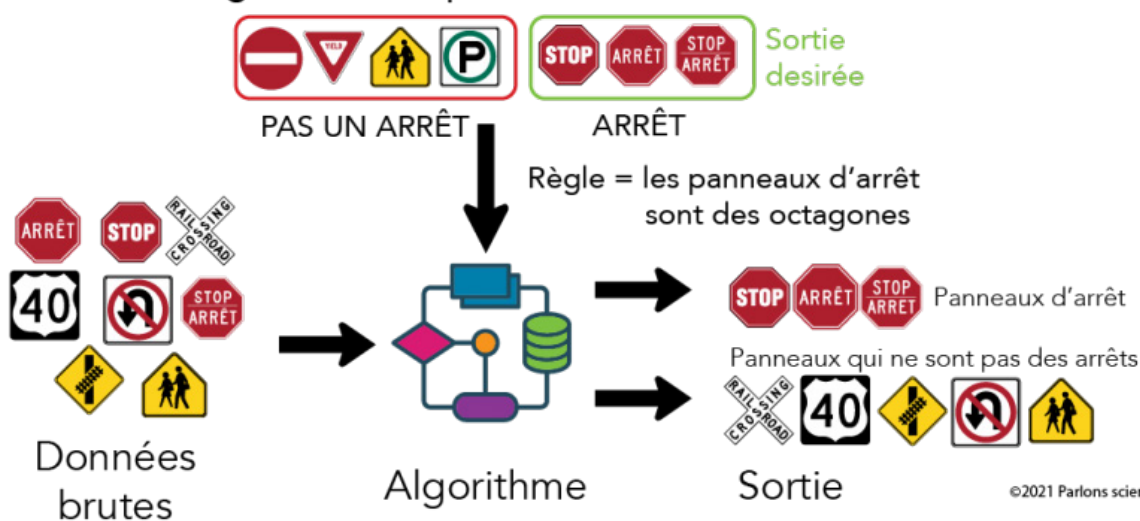 YIELD
P
STOP
ARRÊT
STOP
ARRÊT
Sortie
desirée
PAS UN ARRÊT
ARRÊT
Règle = les panneaux d'arrêt
sont des octagones
ARRÊT
STOP
RAILROAD
CROSSING
40
STOP
ARRÊT
STOP
ARRÊT
STOP
ARRÊT
Panneaux d'arrêt
Panneaux qui ne sont pas des arrêts
RAILROAD
CROSSING
40
Données
brutes
Algorithme
Sortie
©2021 Parlons scien